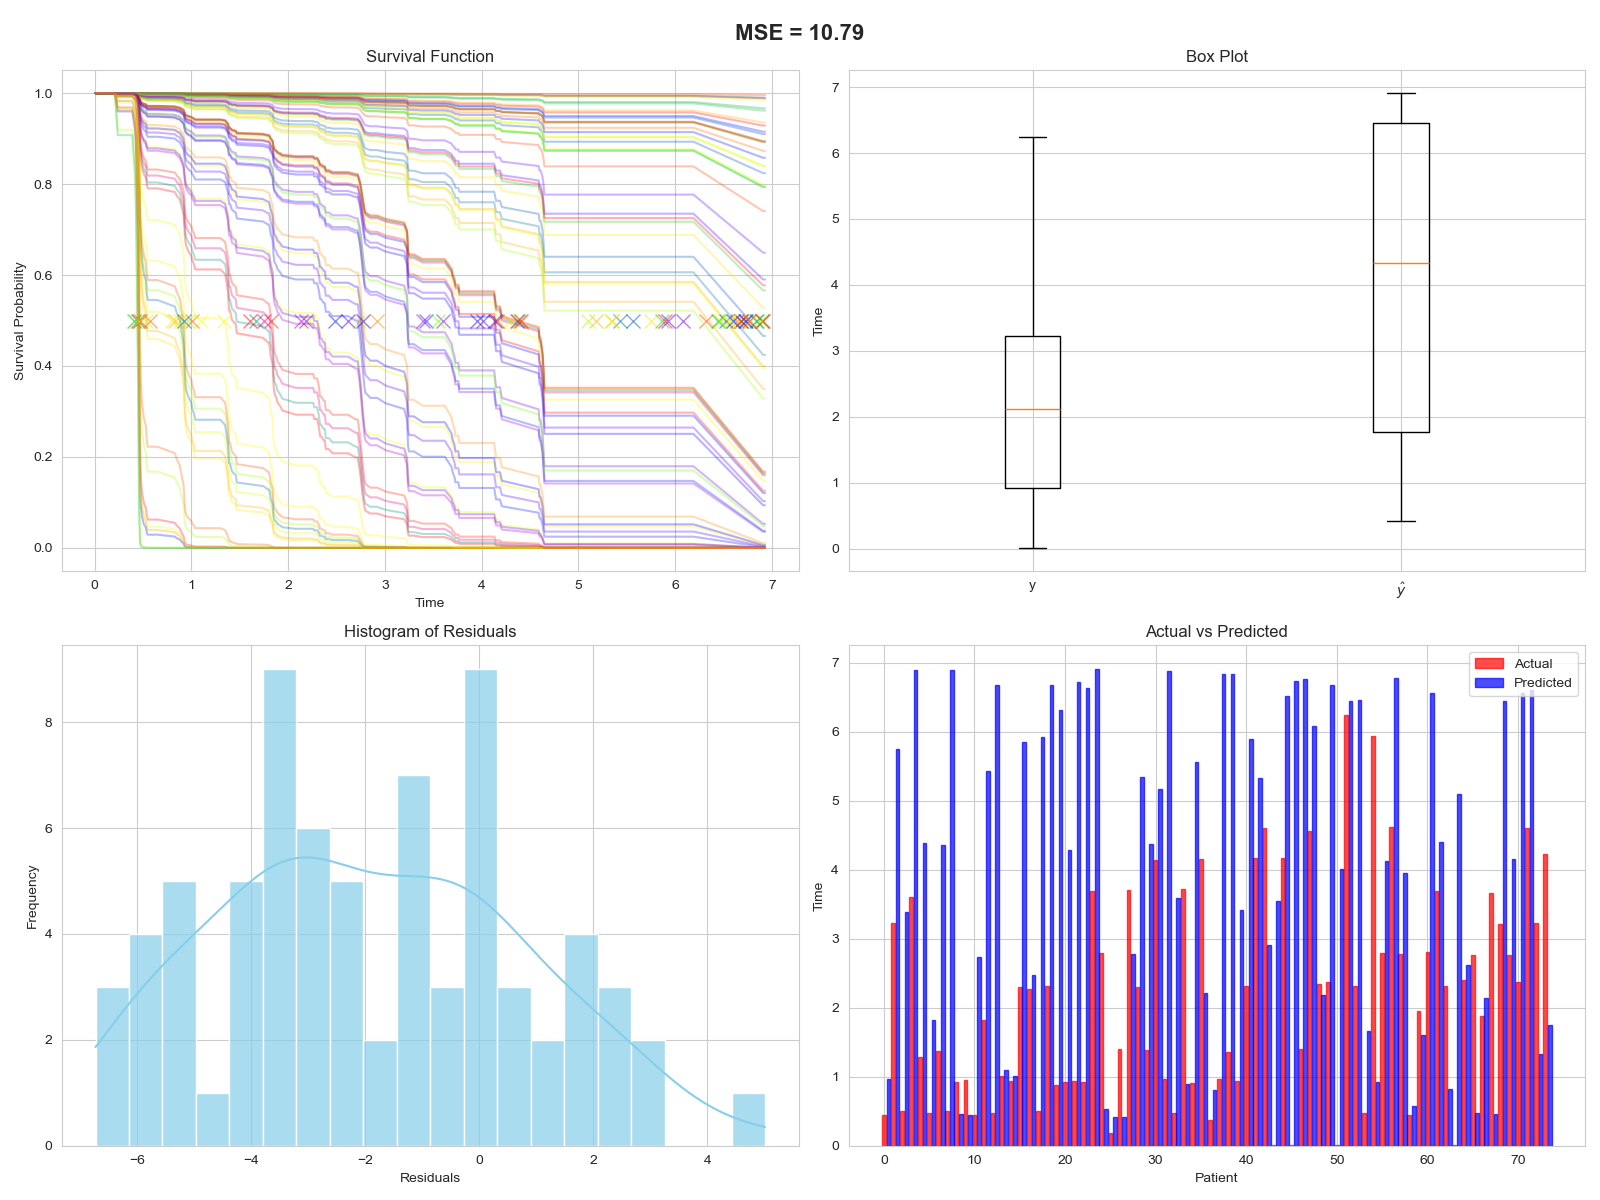 MSE = 10.79
Survival Function
Survival Probability
1.0
0.8
0.6
0.4
0.2
0.0
0 1 2 3 4 5 6 7
Time
Box Plot
Time
7
6
5
4
3
2
1
0
y ŷ
Histogram of Residuals
Frequency
8
6
4
2
0
−6 −4 −2 0 2 4
Residuals
Actual vs Predicted
Actual
Predicted
Time
7
6
5
4
3
2
1
0
0 10 20 30 40 50 60 70
Patient